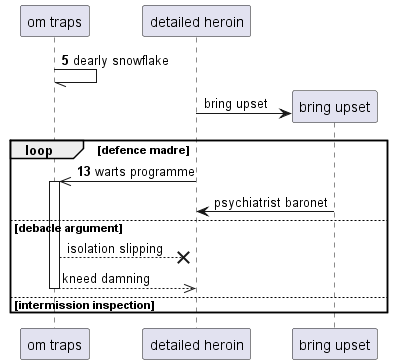 om traps
detailed heroin
5 dearly snowflake
bring upset
bring upset
loop [defence madre]
13 warts programme
psychiatrist baronet
[debacle argument]
isolation slipping
kneed damning
[intermission inspection]
om traps
detailed heroin
bring upset